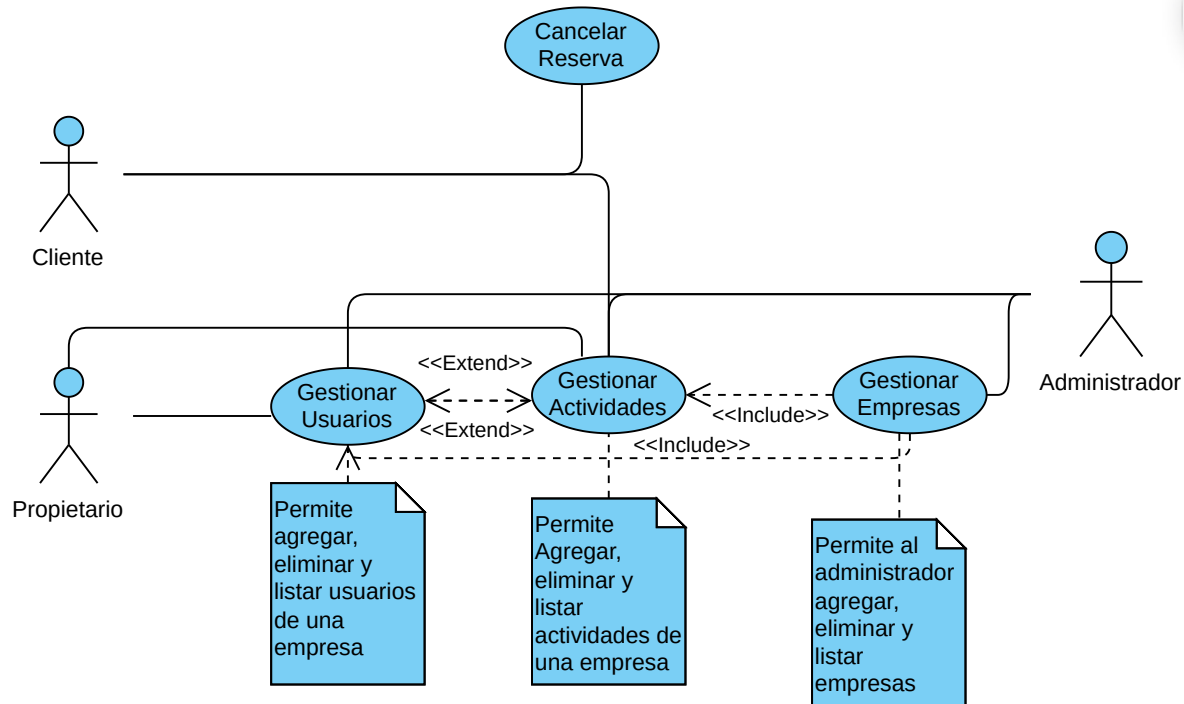 Cancelar
Reserva
Cliente
Administrador
<<Extend>>
Gestionar
Usuarios
Gestionar
Actividades
Gestionar
Empresas
<<Include>>
<<Extend>>
<<Include>>
Propietario
Permite
agregar,
eliminar y
listar usuarios
de una
empresa
Permite
Agregar,
eliminar y
listar
actividades de
una empresa
Permite al
administrador
agregar,
eliminar y
listar
empresas